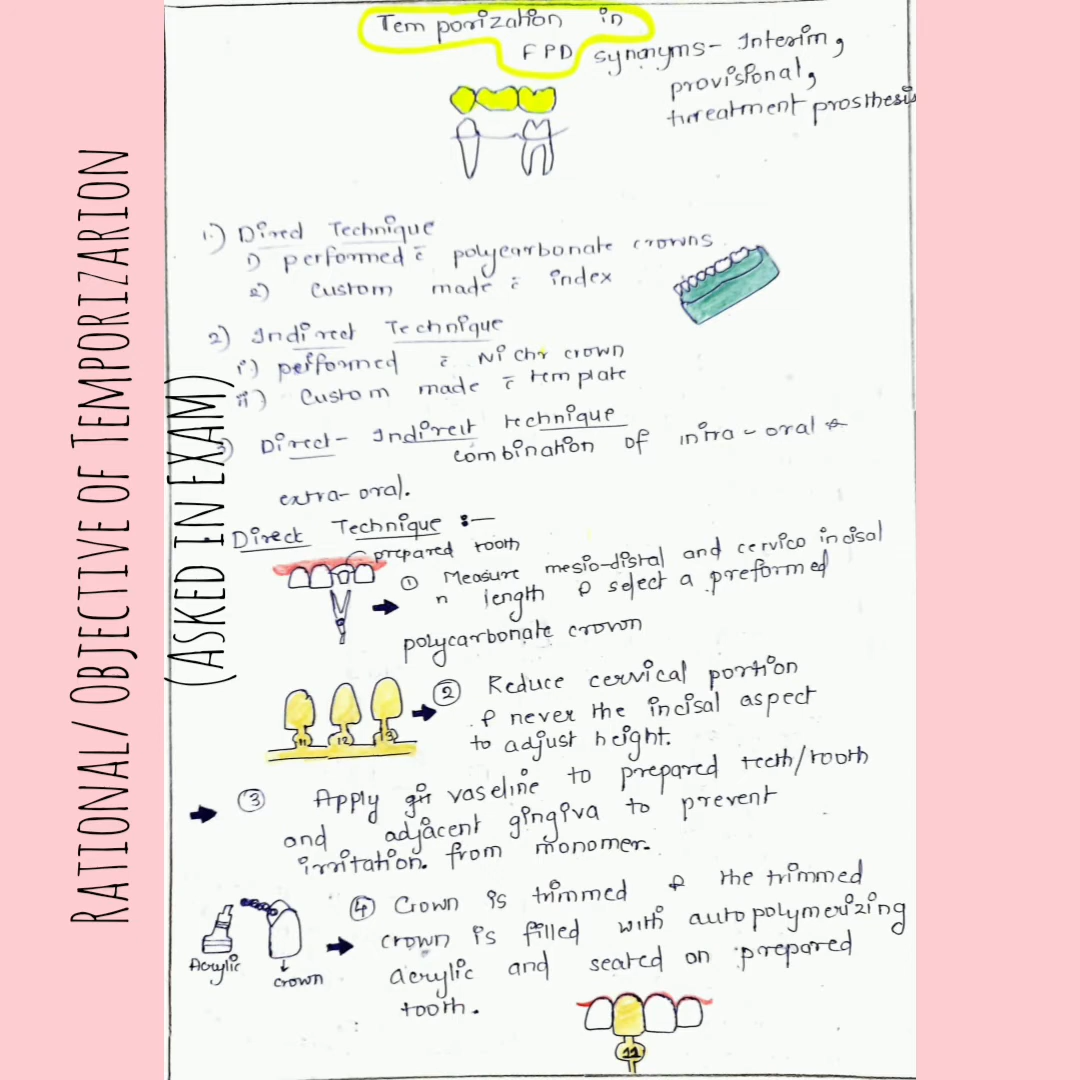 RATIONAL/ OBJECTIVE OF TEMPORIZARION
(ASKED IN EXAM)
Temporization in
FPD
synonyms- Interim,
provisional,
treatment prosthesis
1.) Direct Technique
1) performed c̄ polycarbonate crowns
2) Custom made c̄ index
2) Indirect Technique
i) performed c̄ Ni Chr crown
ii) Custom made c̄ template
3) Direct- Indirect technique
combination of intra-oral &
extra-oral.
Direct Technique :-
prepared tooth
① Measure mesio-distal and cervico incisal
length & select a preformed
polycarbonate crown
② Reduce cervical portion
& never the incisal aspect
to adjust height.
11 12 13
③ Apply vaseline to prepared teeth/tooth
and adjacent gingiva to prevent
irritation. from monomer.
④ Crown is trimmed & the trimmed
crown is filled with autopolymerizing
acrylic and seated on prepared
tooth.
Acrylic
crown
11